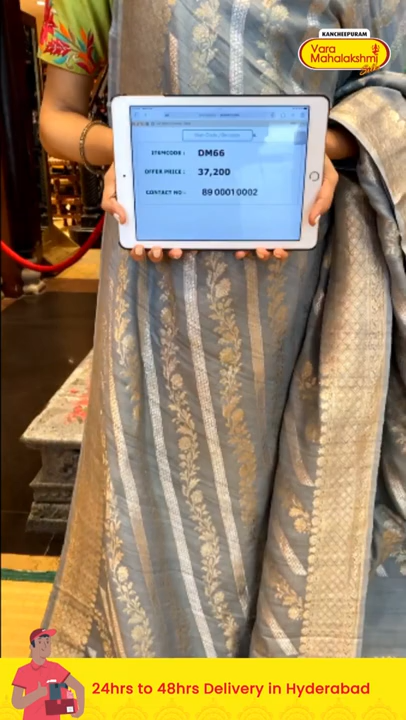 KANCHEEPURAM
Vara
Mahalakshmi
Silks
ITEMCODE : DM66
OFFER PRICE : 37,200
CONTACT NO : 89 0001 0002
24hrs to 48hrs Delivery in Hyderabad